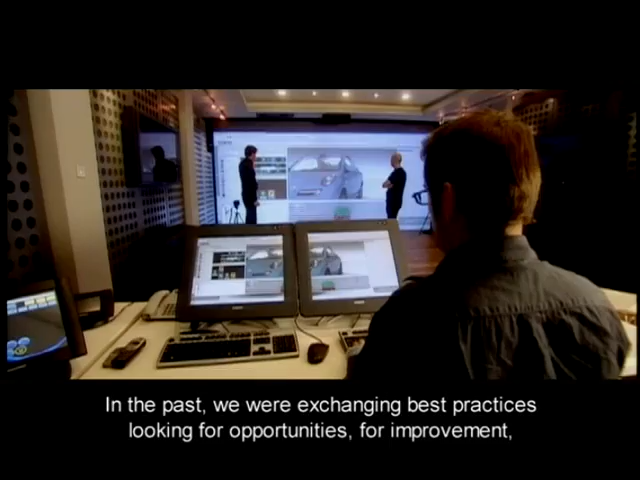 In the past, we were exchanging best practices
looking for opportunities, for improvement,